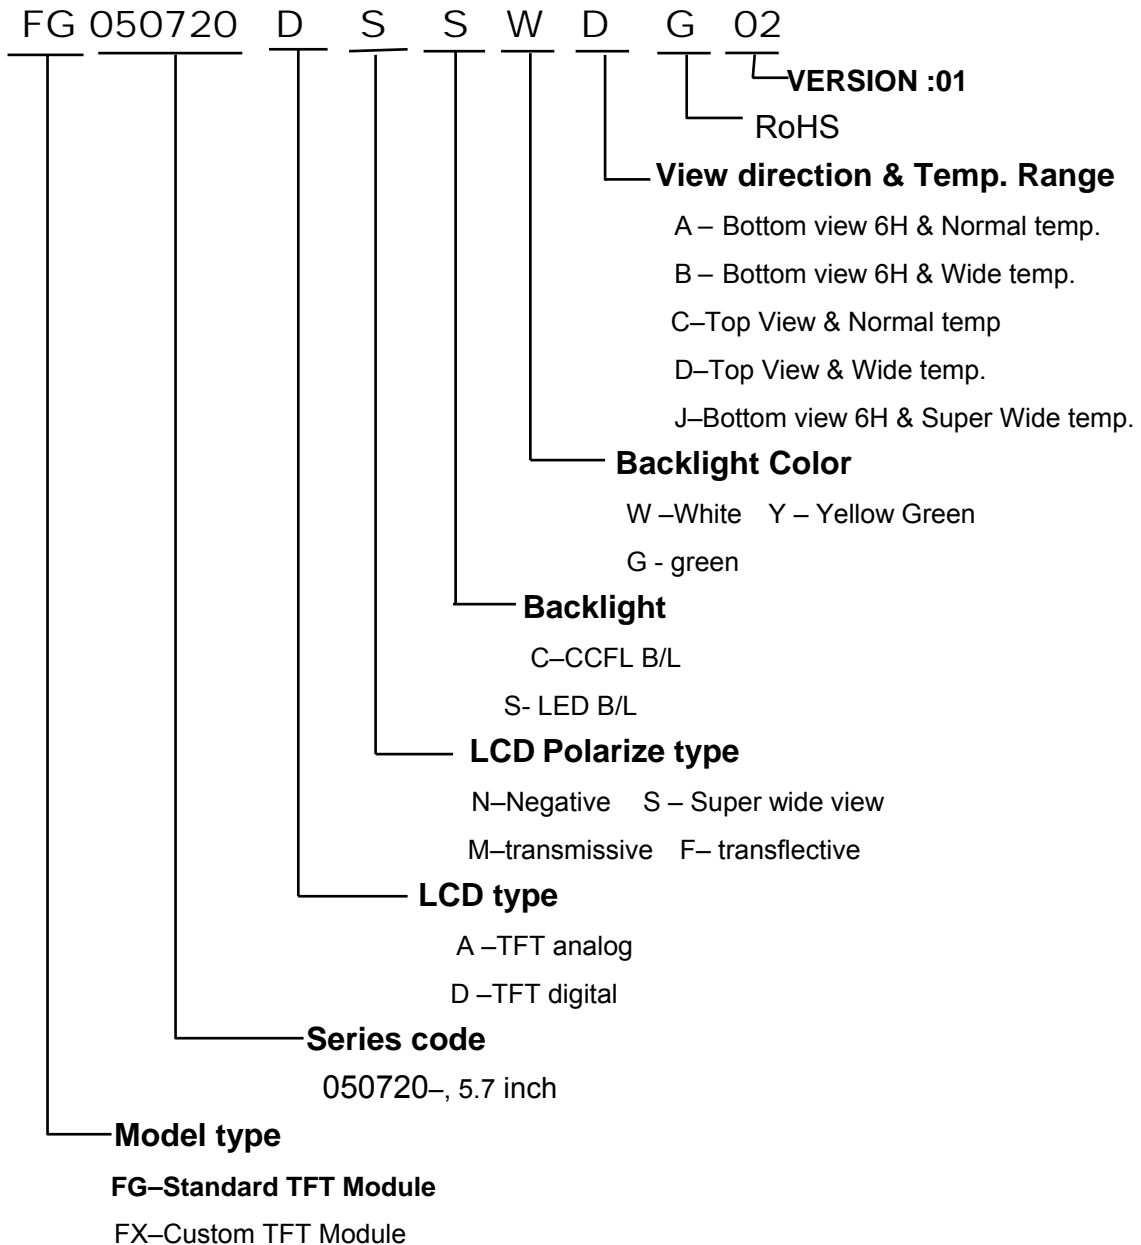 FG 050720 D S S W D G 02
VERSION :01
RoHS
View direction & Temp. Range
A – Bottom view 6H & Normal temp.
B – Bottom view 6H & Wide temp.
C–Top View & Normal temp
D–Top View & Wide temp.
J–Bottom view 6H & Super Wide temp.
Backlight Color
W –White Y – Yellow Green
G - green
Backlight
C–CCFL B/L
S- LED B/L
LCD Polarize type
N–Negative S – Super wide view
M–transmissive F– transflective
LCD type
A –TFT analog
D –TFT digital
Series code
050720–, 5.7 inch
Model type
FG–Standard TFT Module
FX–Custom TFT Module